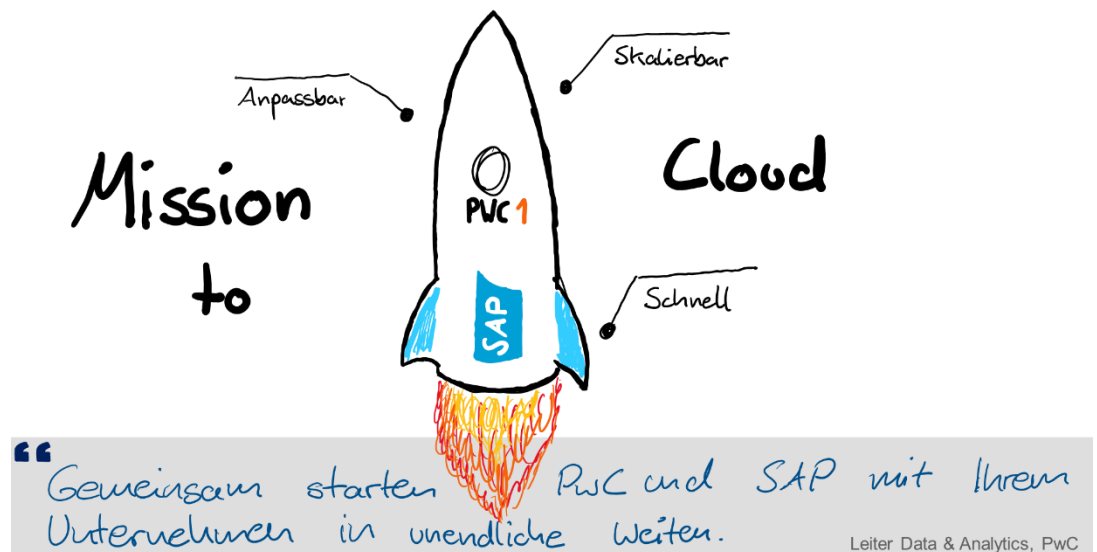 Skalierbar
Anpassbar
Mission
to
Cloud
PWC 1
SAP
Schnell
“
Gemeinsam starten PwC und SAP mit Ihrem
Unternehmen in unendliche Weiten.
Leiter Data & Analytics, PwC